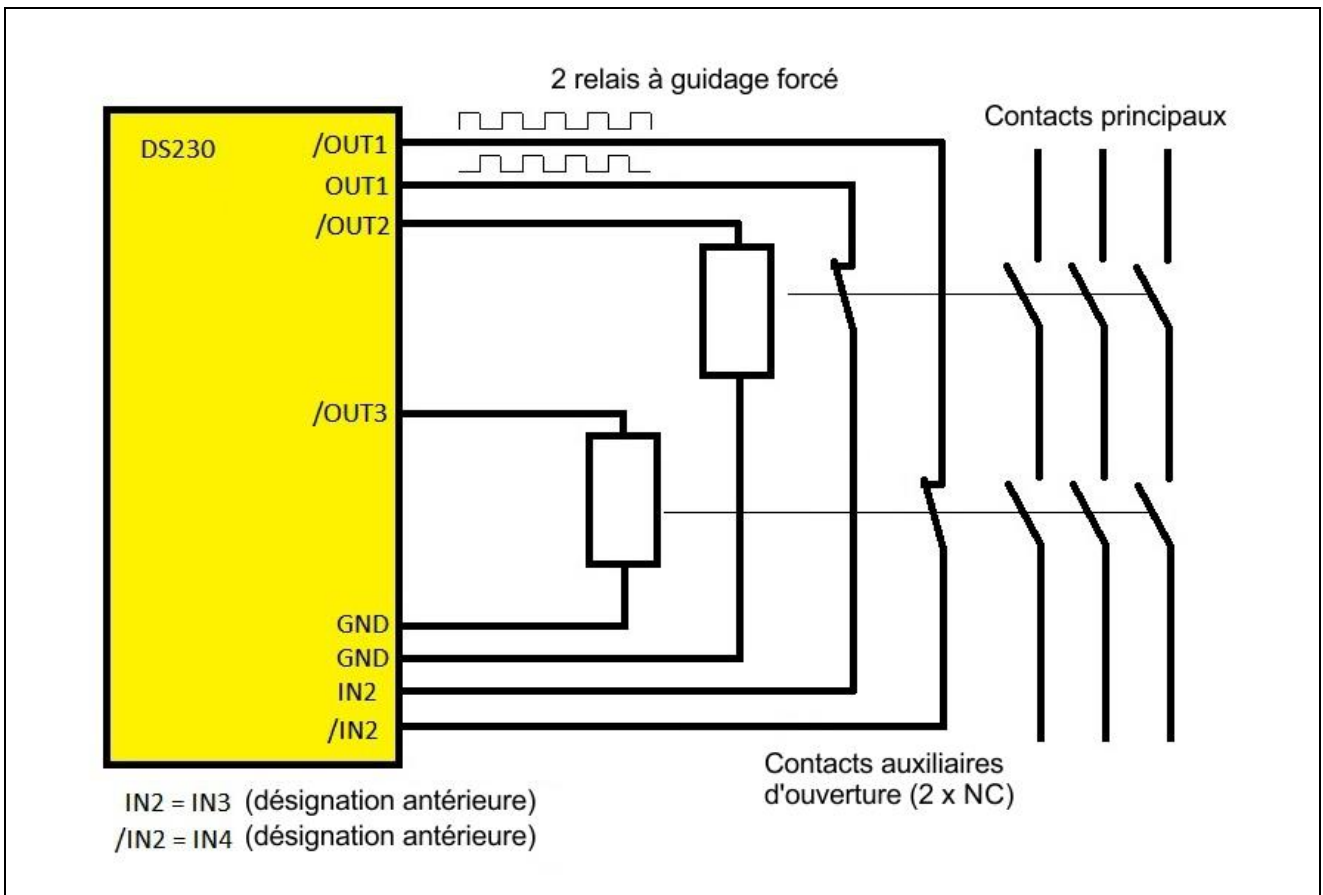 2 relais à guidage forcé
Contacts principaux
DS230
/OUT1
OUT1
/OUT2
/OUT3
GND
GND
IN2
/IN2
Contacts auxiliaires
d'ouverture (2 x NC)
IN2 = IN3 (désignation antérieure)
/IN2 = IN4 (désignation antérieure)